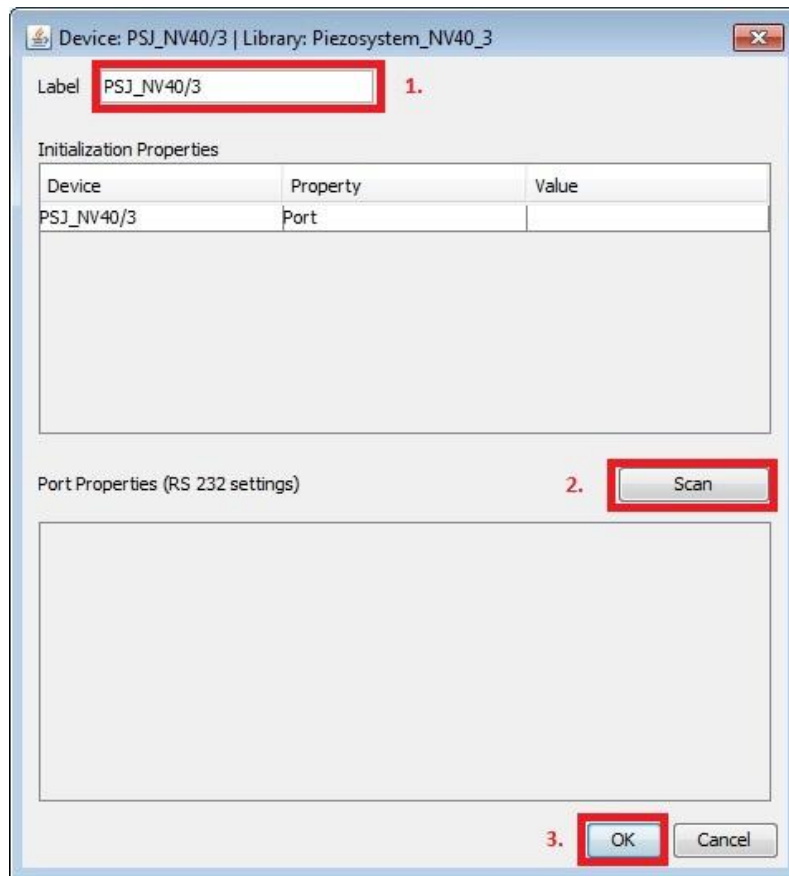 Device: PSJ_NV40/3 | Library: Piezosystem_NV40_3
Label PSJ_NV40/3 1.
Initialization Properties
Device Property Value
PSJ_NV40/3 Port
Port Properties (RS 232 settings) 2. Scan
3. OK Cancel